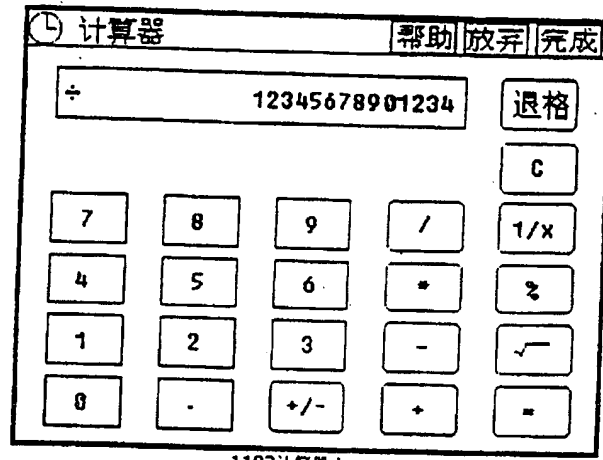 计算器 帮助 放弃 完成
÷ 12345678901234 退格
C
7 8 9 / 1/x
4 5 6 * %
1 2 3 - √
0 . +/- + =